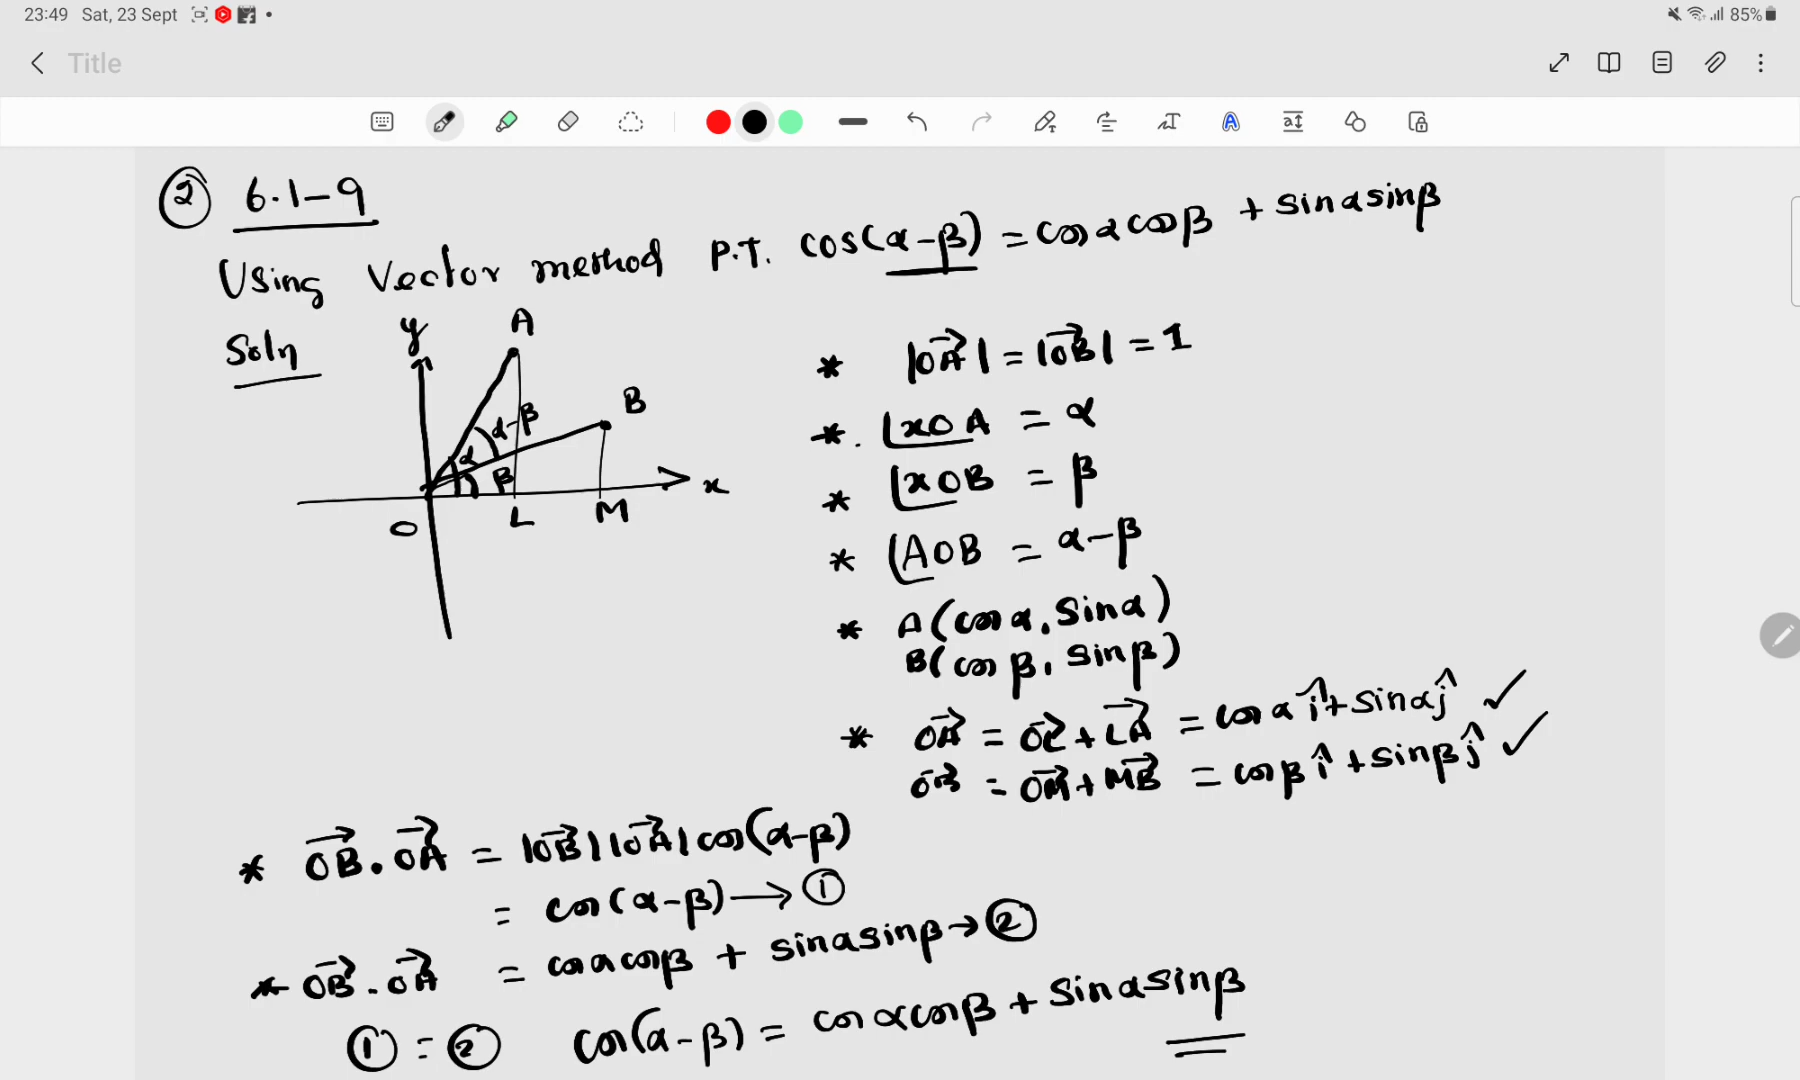 23:49 Sat, 23 Sept 85%
Title
② 6.1-9
Using Vector method P.T. cos(α-β) = cosαcosβ + sinαsinβ
Soln
y
A
B
α-β
α
β
x
O
L
M
* |OA⃗| = |OB⃗| = 1
* ∠xOA = α
* ∠xOB = β
* ∠AOB = α-β
* A(cosα, sinα)
B(cosβ, sinβ)
* OA⃗ = OL⃗ + LA⃗ = cosα î + sinα ĵ ✓
OB⃗ = OM⃗ + MB⃗ = cosβ î + sinβ ĵ ✓
* OB⃗ . OA⃗ = |OB⃗| |OA⃗| cos(α-β)
= cos(α-β) → ①
* OB⃗ . OA⃗ = cosαcosβ + sinαsinβ → ②
① = ② cos(α-β) = cosαcosβ + sinαsinβ